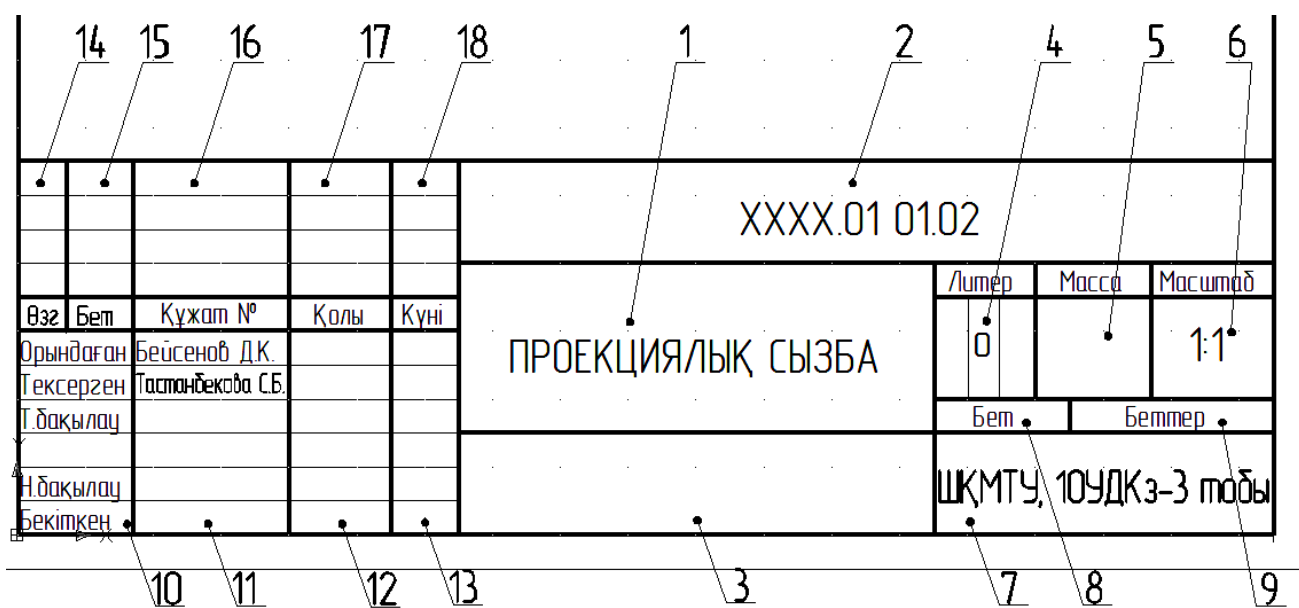 14 15 16 17 18 1 2 4 5 6
XXXX.01 01.02
Литер Масса Масштаб
Өзг Бет Құжат № Қолы Күні
Орындаған Бейсенов Д.К.
ПРОЕКЦИЯЛЫҚ СЫЗБА
0 1:1
Тексерген Тастанбекова С.Б.
Т.бақылау
Бет Беттер
Н.бақылау
ШҚМТУ, 10УДКз-3 тобы
Бекіткен
10 11 12 13 3 7 8 9